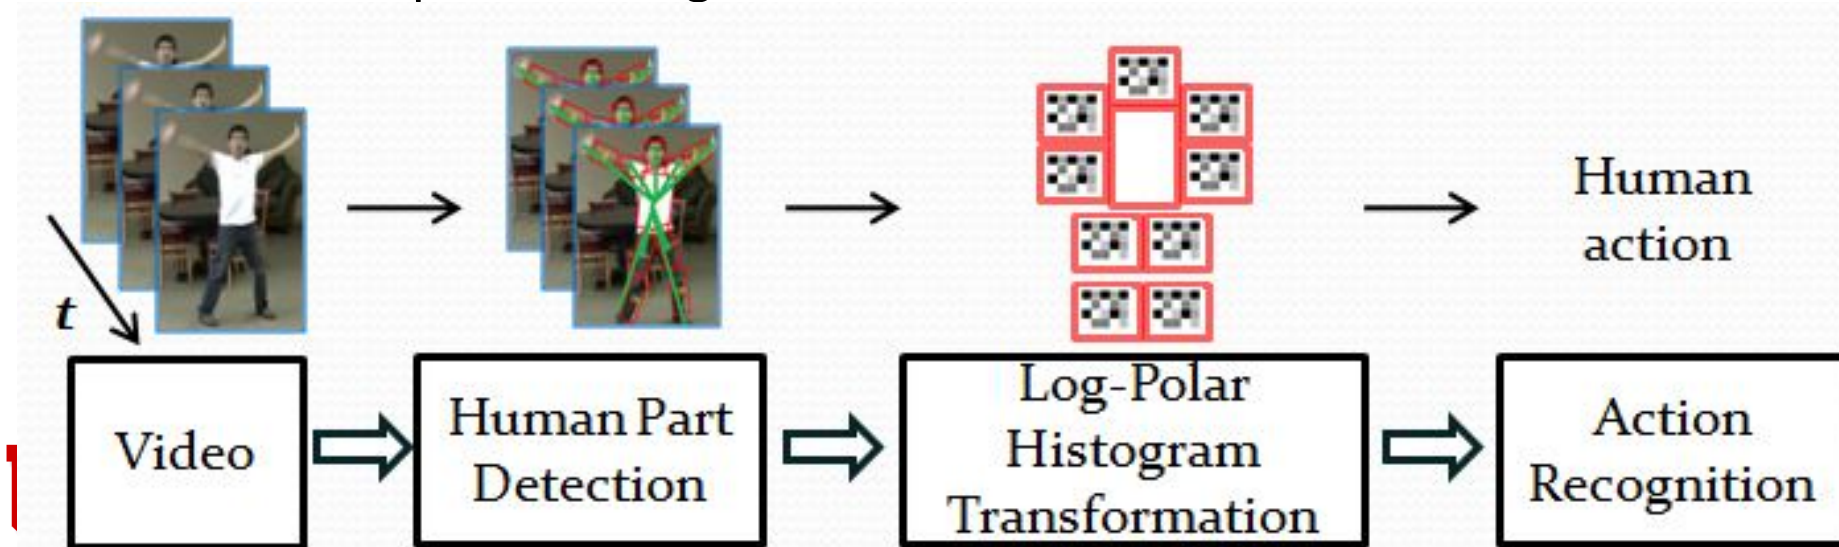 Human
action
t
Video
Human Part
Detection
Log-Polar
Histogram
Transformation
Action
Recognition